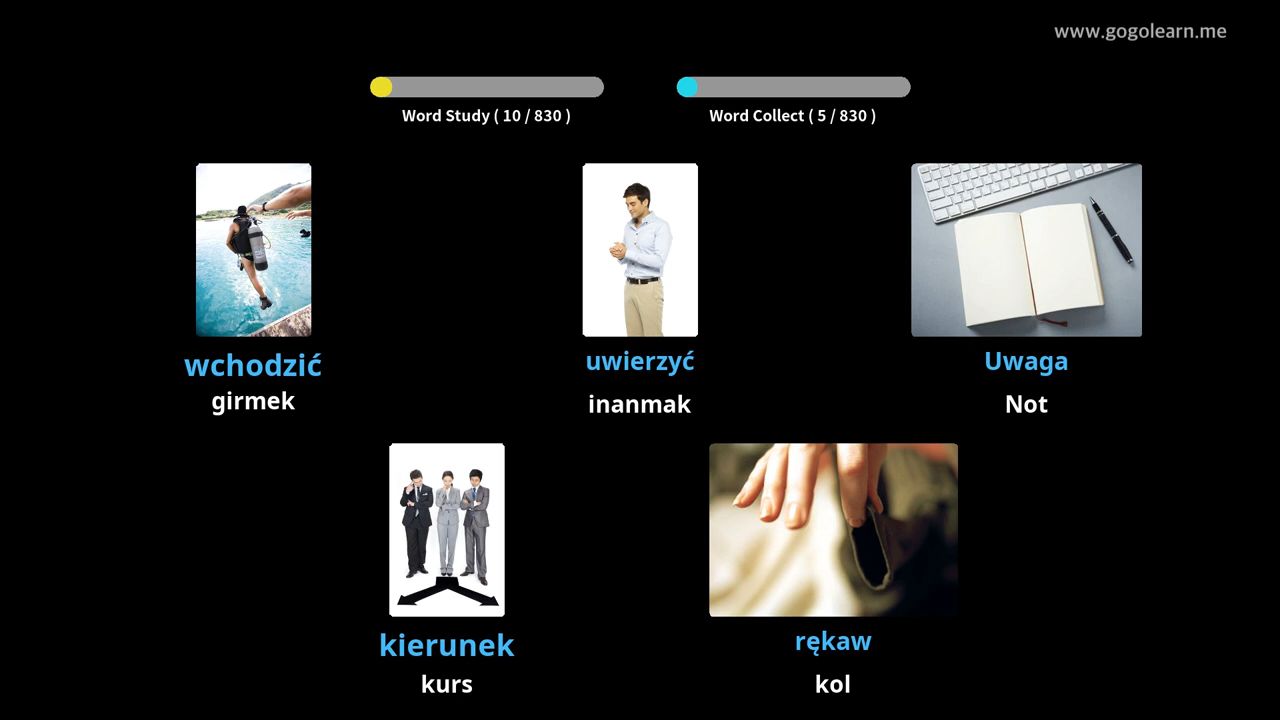 www.gogolearn.me
Word Study ( 10 / 830 )
Word Collect ( 5 / 830 )
wchodzić
girmek
uwierzyć
inanmak
Uwaga
Not
kierunek
kurs
rękaw
kol